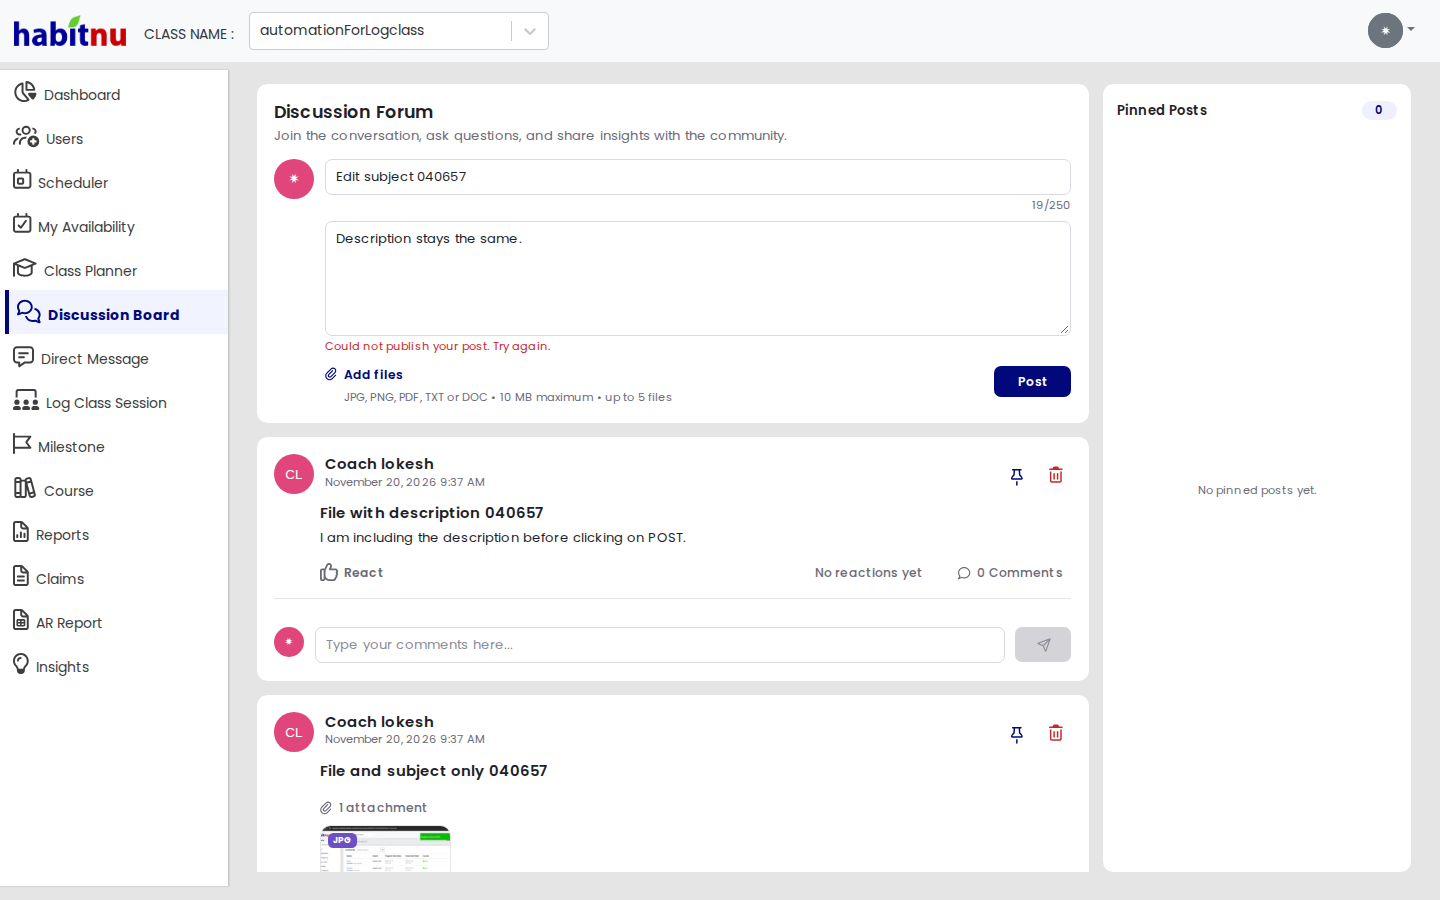 habitnu
CLASS NAME :
automationForLogclass
Dashboard
Users
Scheduler
My Availability
Class Planner
Discussion Board
Direct Message
Log Class Session
Milestone
Course
Reports
Claims
AR Report
Insights
Discussion Forum
Join the conversation, ask questions, and share insights with the community.
Edit subject 040657
19/250
Description stays the same.
Could not publish your post. Try again.
Add files
JPG, PNG, PDF, TXT or DOC • 10 MB maximum • up to 5 files
Post
CL
Coach lokesh
November 20, 2026 9:37 AM
File with description 040657
I am including the description before clicking on POST.
React
No reactions yet
0 Comments
Type your comments here...
CL
Coach lokesh
November 20, 2026 9:37 AM
File and subject only 040657
1 attachment
JPG
Pinned Posts
0
No pinned posts yet.